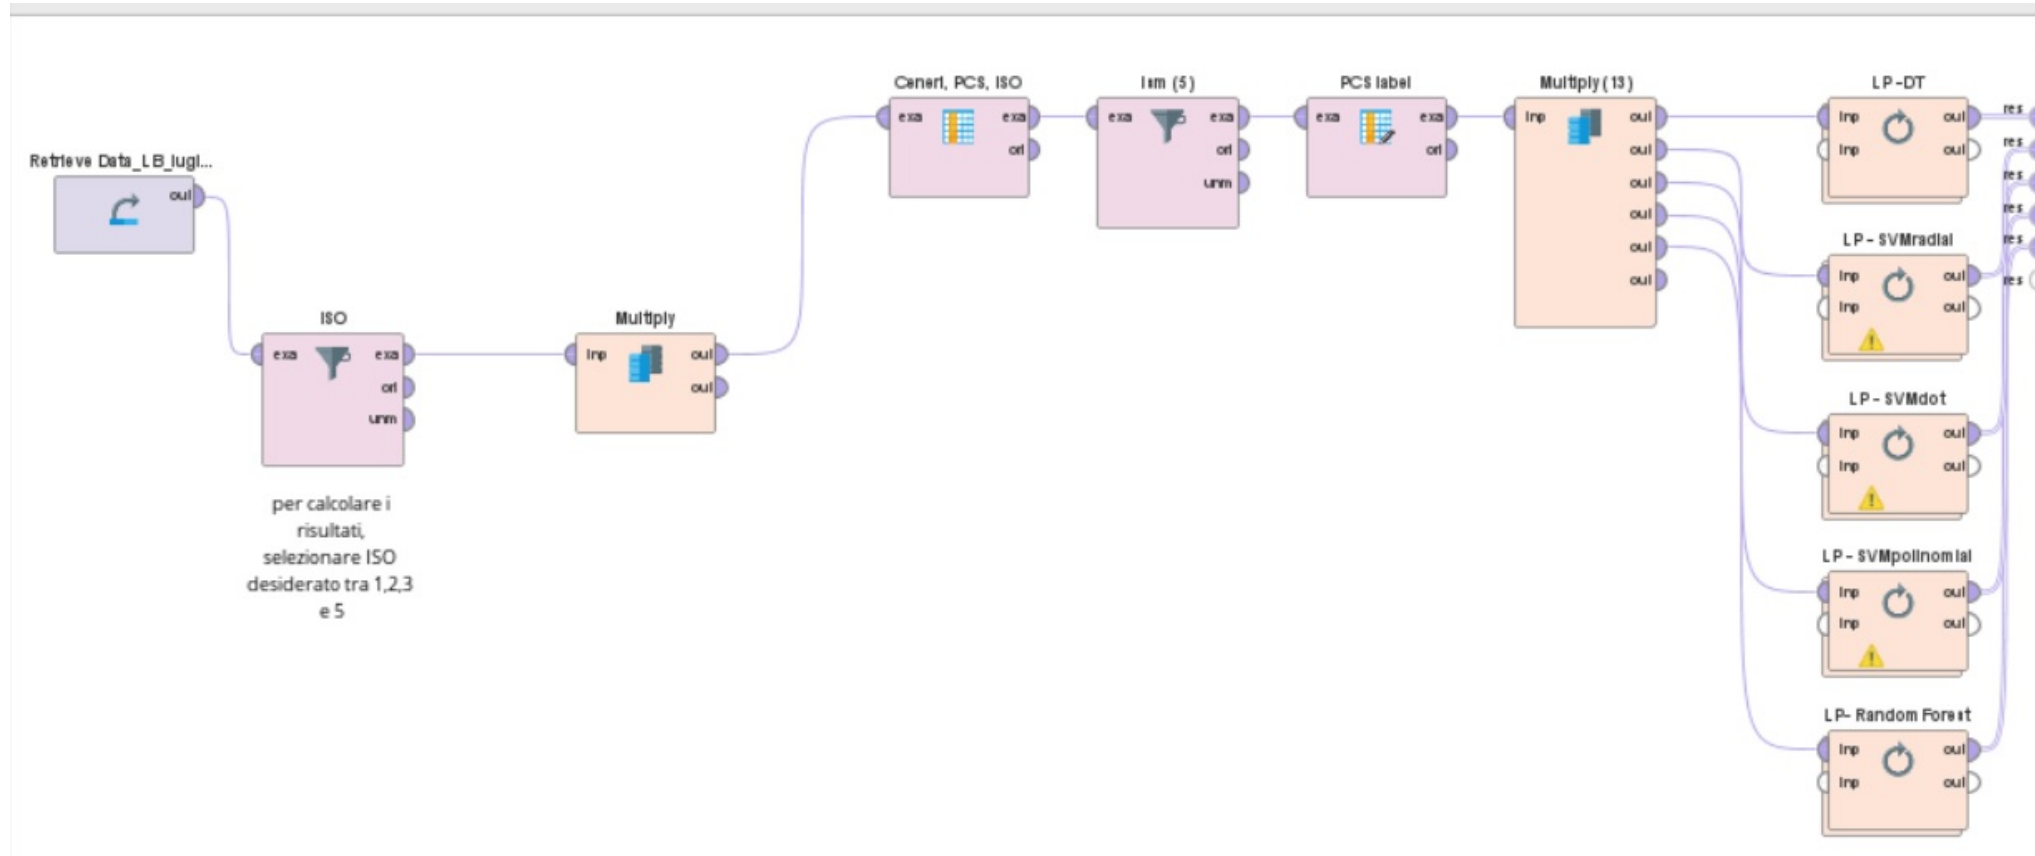 Retrieve Data_LB_lugl...
out
ISO
exa exa
ori
unm
per calcolare i
risultati,
selezionare ISO
desiderato tra 1,2,3
e 5
Multiply
inp out
out
Ceneri, PCS, ISO
exa exa
ori
Ism (5)
exa exa
ori
unm
PCS label
exa exa
ori
Multiply (13)
inp out
out
out
out
out
out
LP -DT
inp out
inp out
LP - SVMradial
inp out
inp out
LP - SVMdot
inp out
inp out
LP - SVMpolinomial
inp out
inp out
LP- Random Forest
inp out
inp out
res
res
res
res
res
res